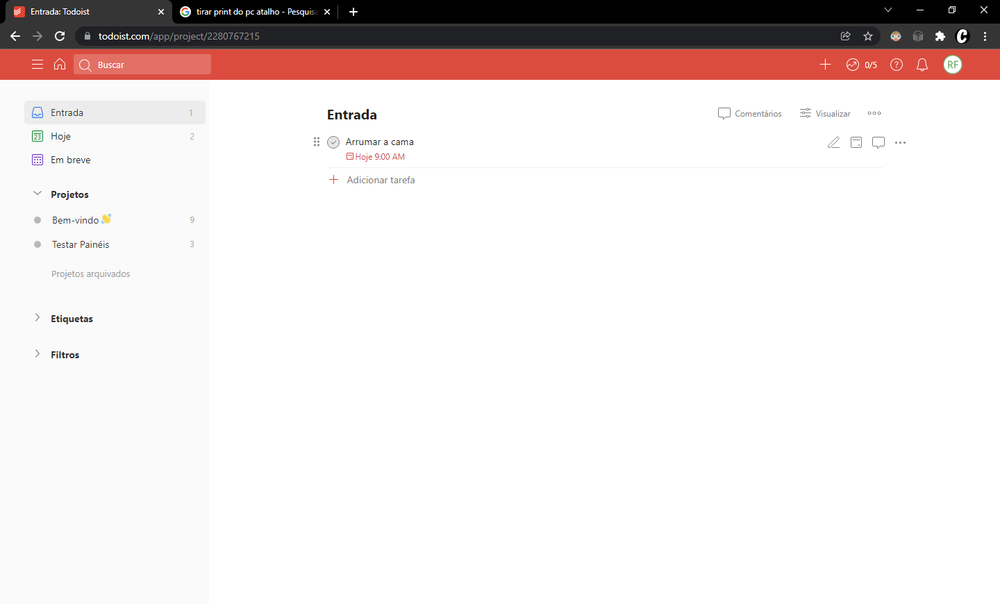 Entrada: Todoist
tirar print do pc atalho - Pesquisa
todoist.com/app/project/2280767215
Buscar
0/5
RF
Entrada 1
23 Hoje 2
Em breve
Projetos
Bem-vindo 9
Testar Painéis 3
Projetos arquivados
Etiquetas
Filtros
Entrada
Comentários
Visualizar
Arrumar a cama
Hoje 9:00 AM
Adicionar tarefa